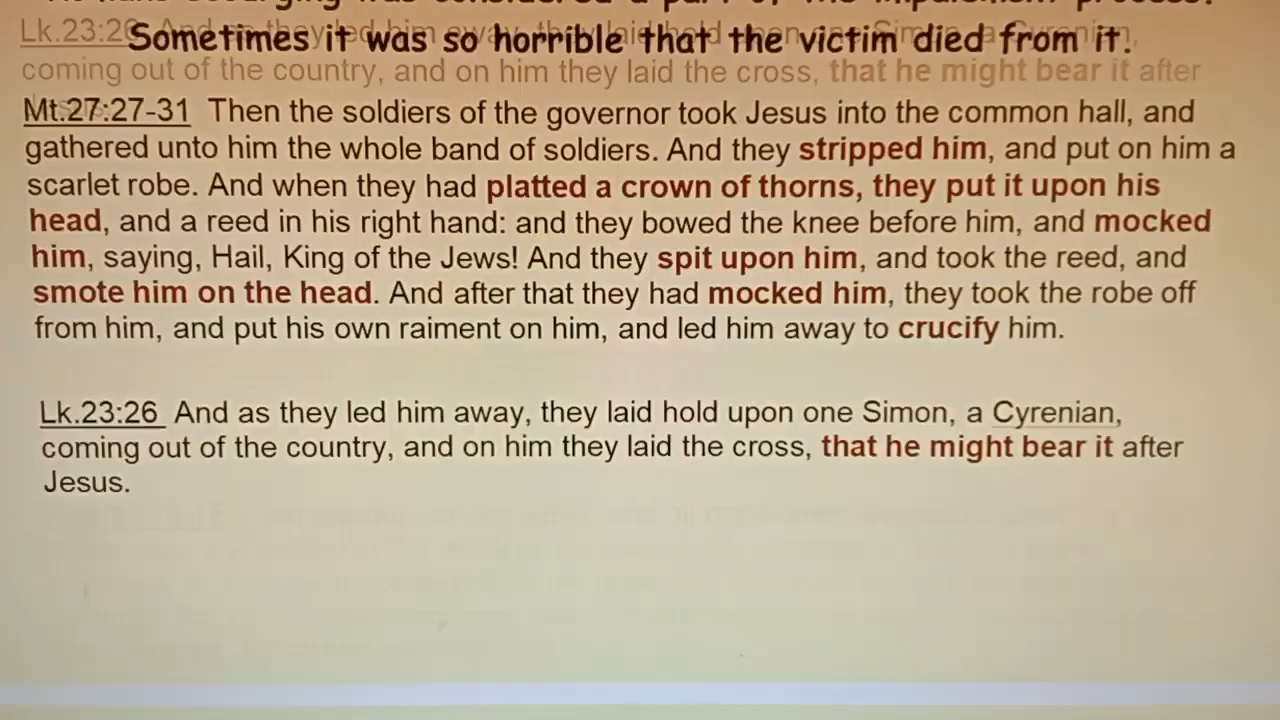 Sometimes it was so horrible that the victim died from it.
coming out of the country, and on him they laid the cross, that he might bear it after
Mt.27:27-31 Then the soldiers of the governor took Jesus into the common hall, and
gathered unto him the whole band of soldiers. And they stripped him, and put on him a
scarlet robe. And when they had platted a crown of thorns, they put it upon his
head, and a reed in his right hand: and they bowed the knee before him, and mocked
him, saying, Hail, King of the Jews! And they spit upon him, and took the reed, and
smote him on the head. And after that they had mocked him, they took the robe off
from him, and put his own raiment on him, and led him away to crucify him.
Lk.23:26 And as they led him away, they laid hold upon one Simon, a Cyrenian,
coming out of the country, and on him they laid the cross, that he might bear it after
Jesus.